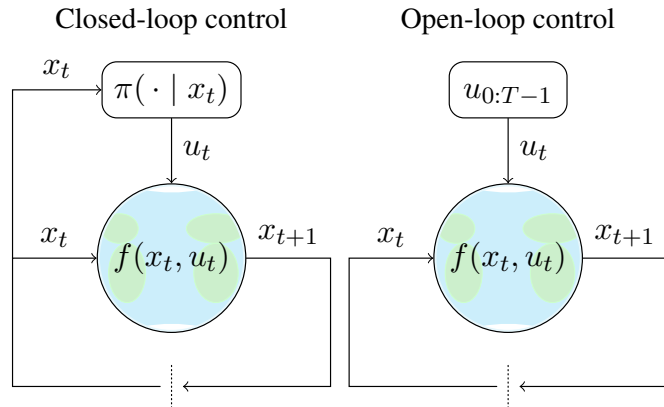 Closed-loop control
x_t
π(· | x_t)
u_t
x_t
f(x_t, u_t)
x_{t+1}
Open-loop control
u_{0:T−1}
u_t
x_t
f(x_t, u_t)
x_{t+1}